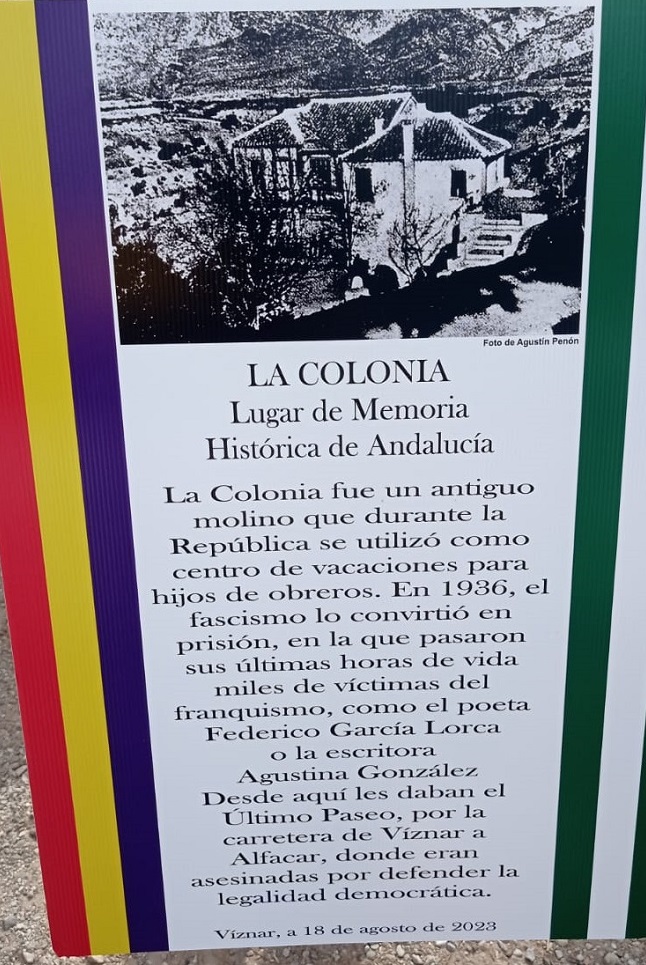 Foto de Agustín Penón
LA COLONIA
Lugar de Memoria
Histórica de Andalucía
La Colonia fue un antiguo
molino que durante la
República se utilizó como
centro de vacaciones para
hijos de obreros. En 1936, el
fascismo lo convirtió en
prisión, en la que pasaron
sus últimas horas de vida
miles de víctimas del
franquismo, como el poeta
Federico García Lorca
o la escritora
Agustina González
Desde aquí les daban el
Último Paseo, por la
carretera de Víznar a
Alfacar, donde eran
asesinadas por defender la
legalidad democrática.
Víznar, a 18 de agosto de 2023